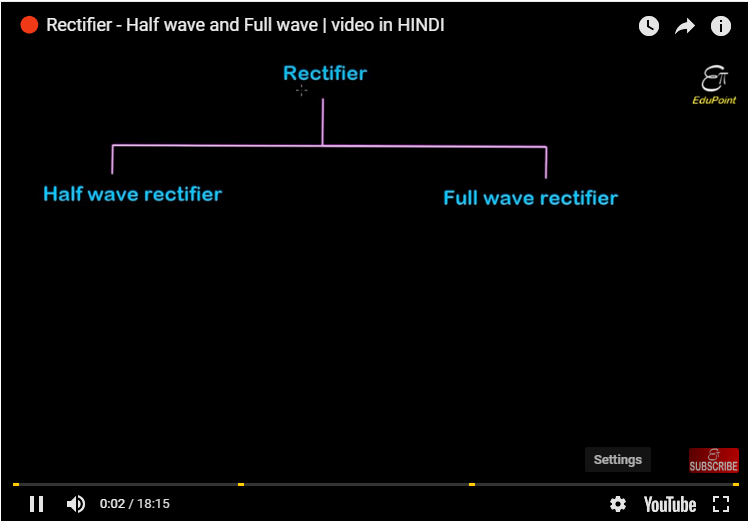 Rectifier - Half wave and Full wave | video in HINDI
Rectifier
EduPoint
Half wave rectifier
Full wave rectifier
Settings
SUBSCRIBE
0:02 / 18:15
YouTube